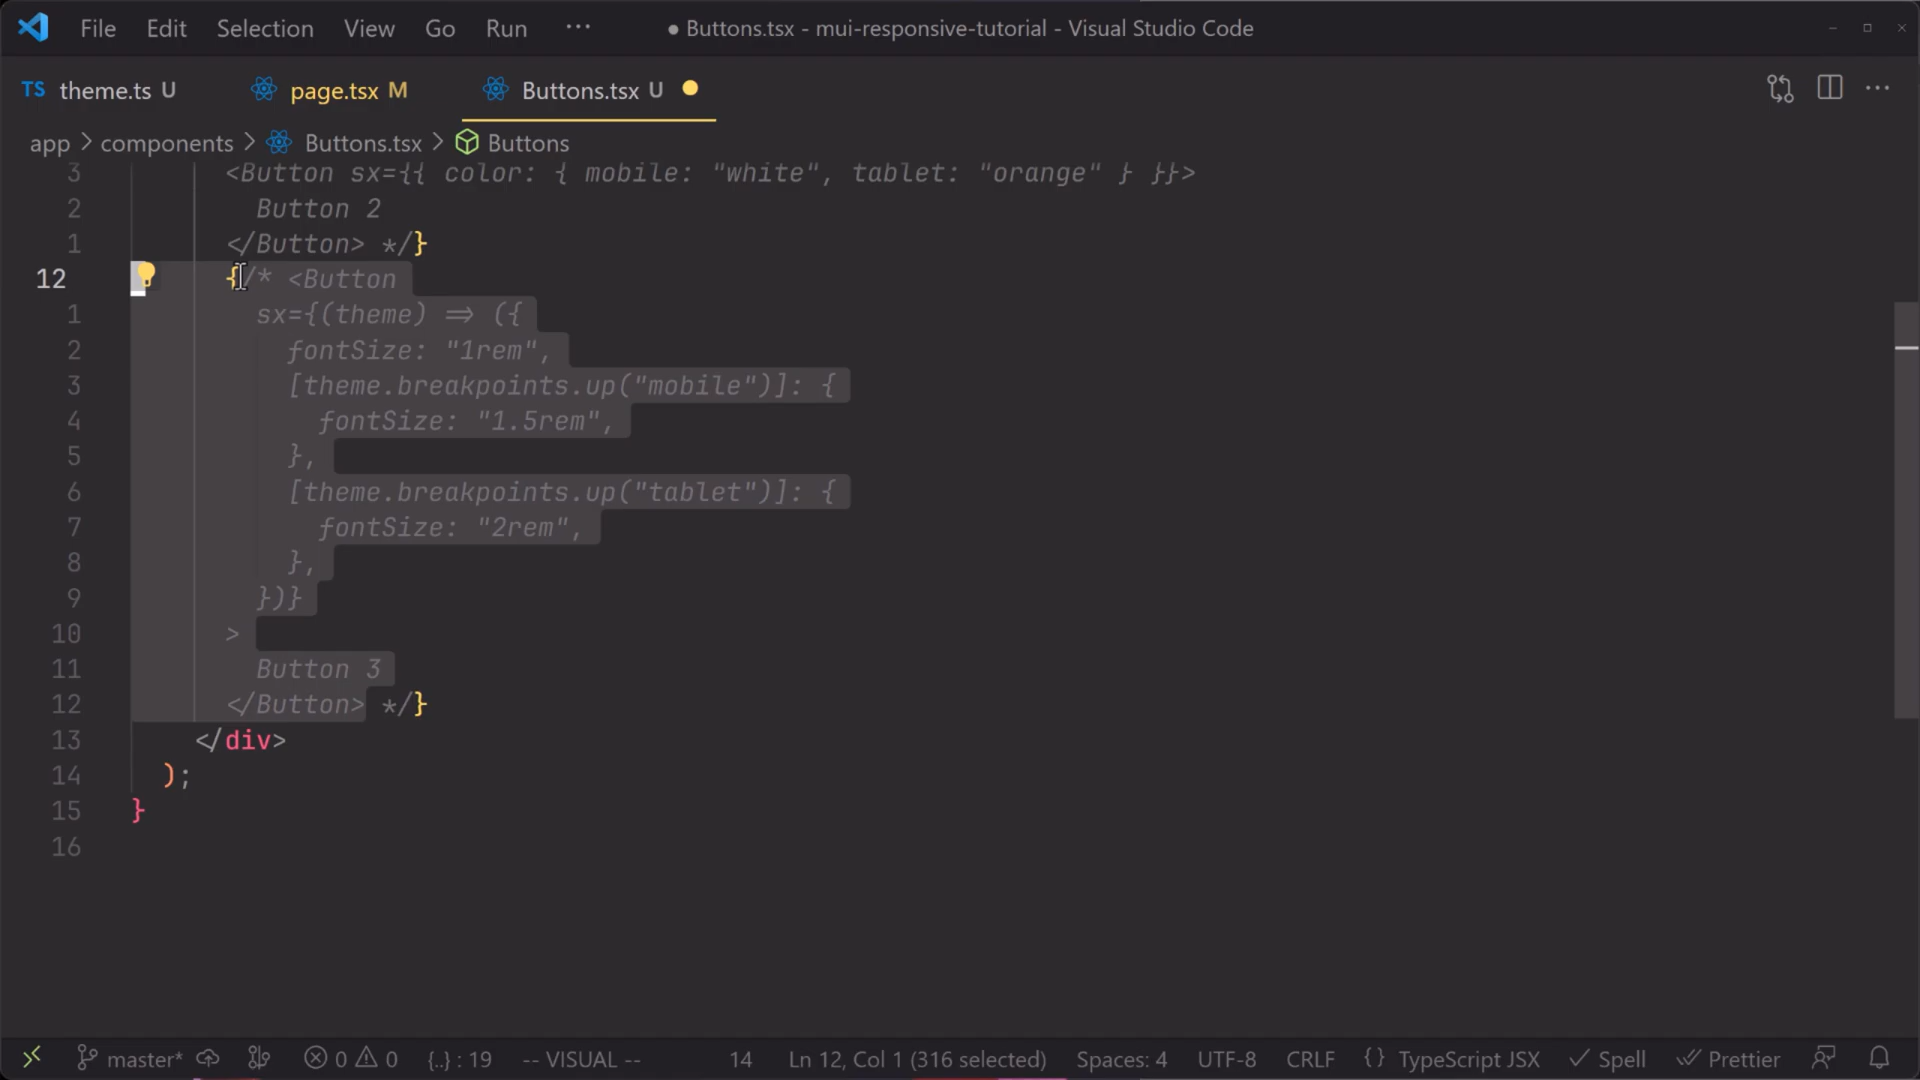 File Edit Selection View Go Run ··· ● Buttons.tsx - mui-responsive-tutorial - Visual Studio Code
TS theme.ts U page.tsx M Buttons.tsx U
app > components > Buttons.tsx > Buttons
3 <Button sx={{ color: { mobile: "white", tablet: "orange" } }}>
2 Button 2
1 </Button> */}
12 {/* <Button
1 sx={(theme) => ({
2 fontSize: "1rem",
3 [theme.breakpoints.up("mobile")]: {
4 fontSize: "1.5rem",
5 },
6 [theme.breakpoints.up("tablet")]: {
7 fontSize: "2rem",
8 },
9 })}
10 >
11 Button 3
12 </Button> */}
13 </div>
14 );
15 }
16
master* 0 0 {..} : 19 -- VISUAL -- 14 Ln 12, Col 1 (316 selected) Spaces: 4 UTF-8 CRLF {} TypeScript JSX Spell Prettier